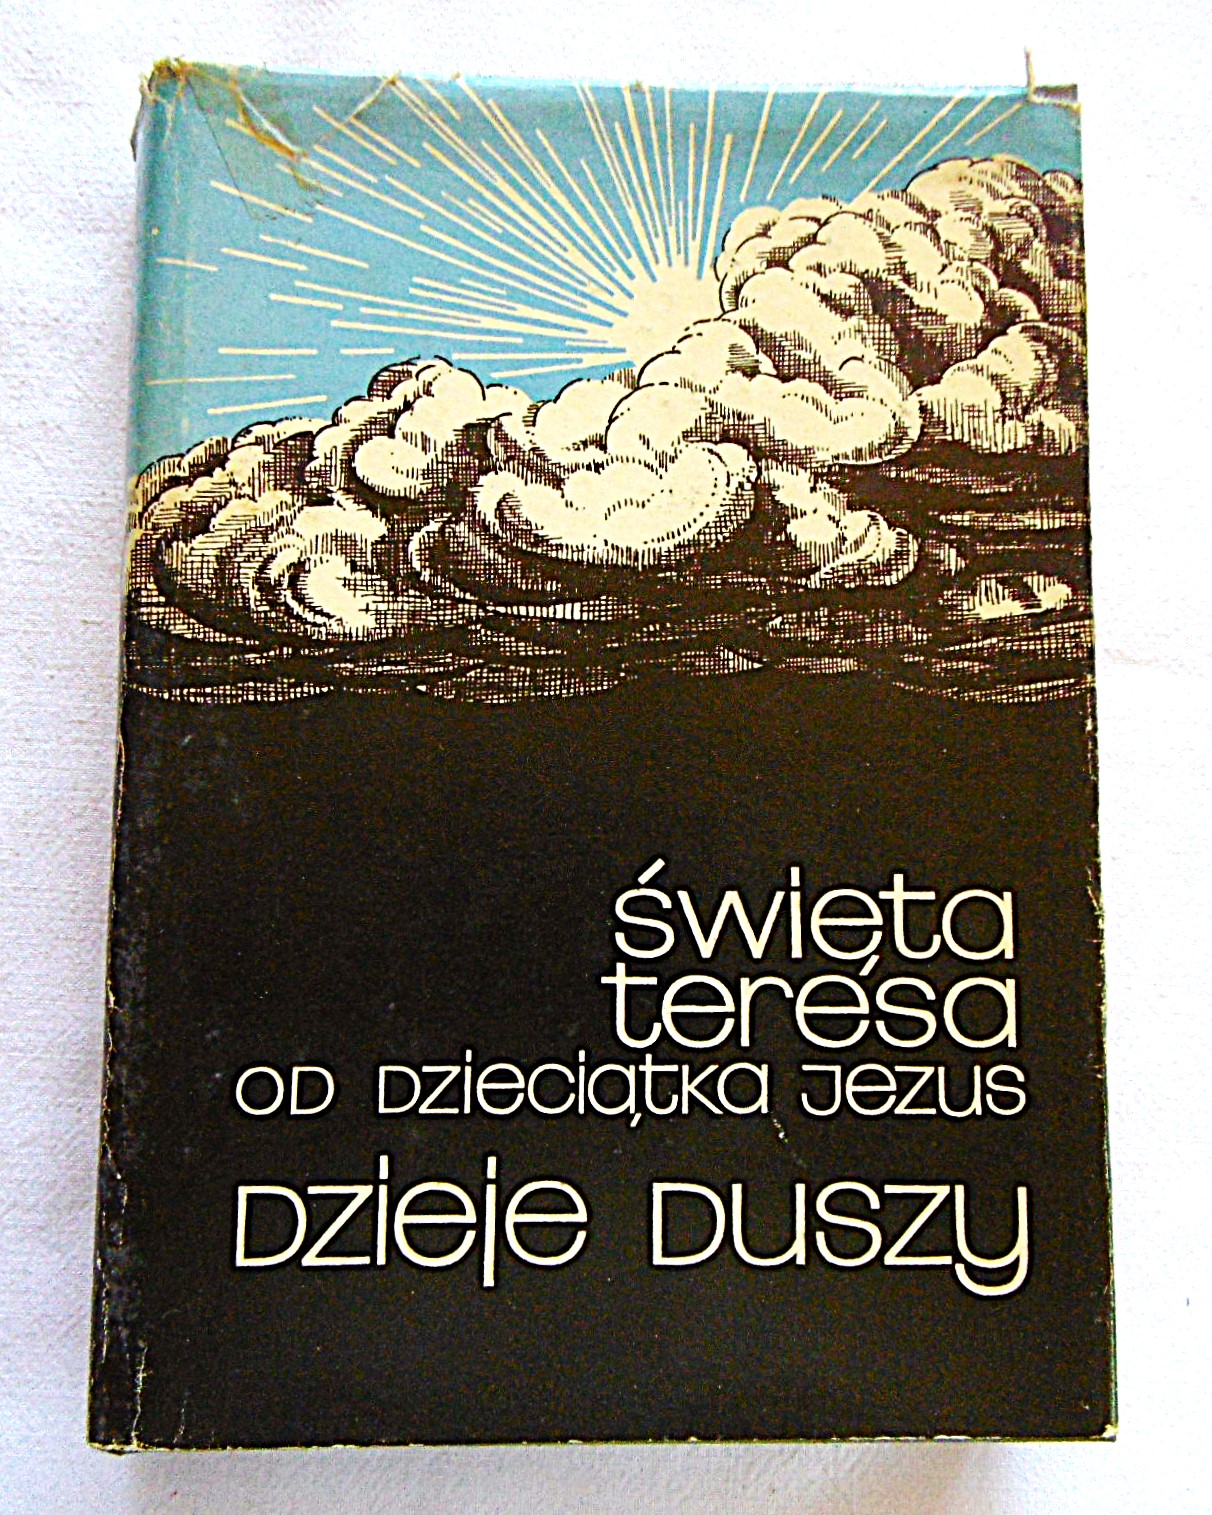 święta
teresa
OD DZIECIĄTKA JEZUS
DZIEJE DUSZY